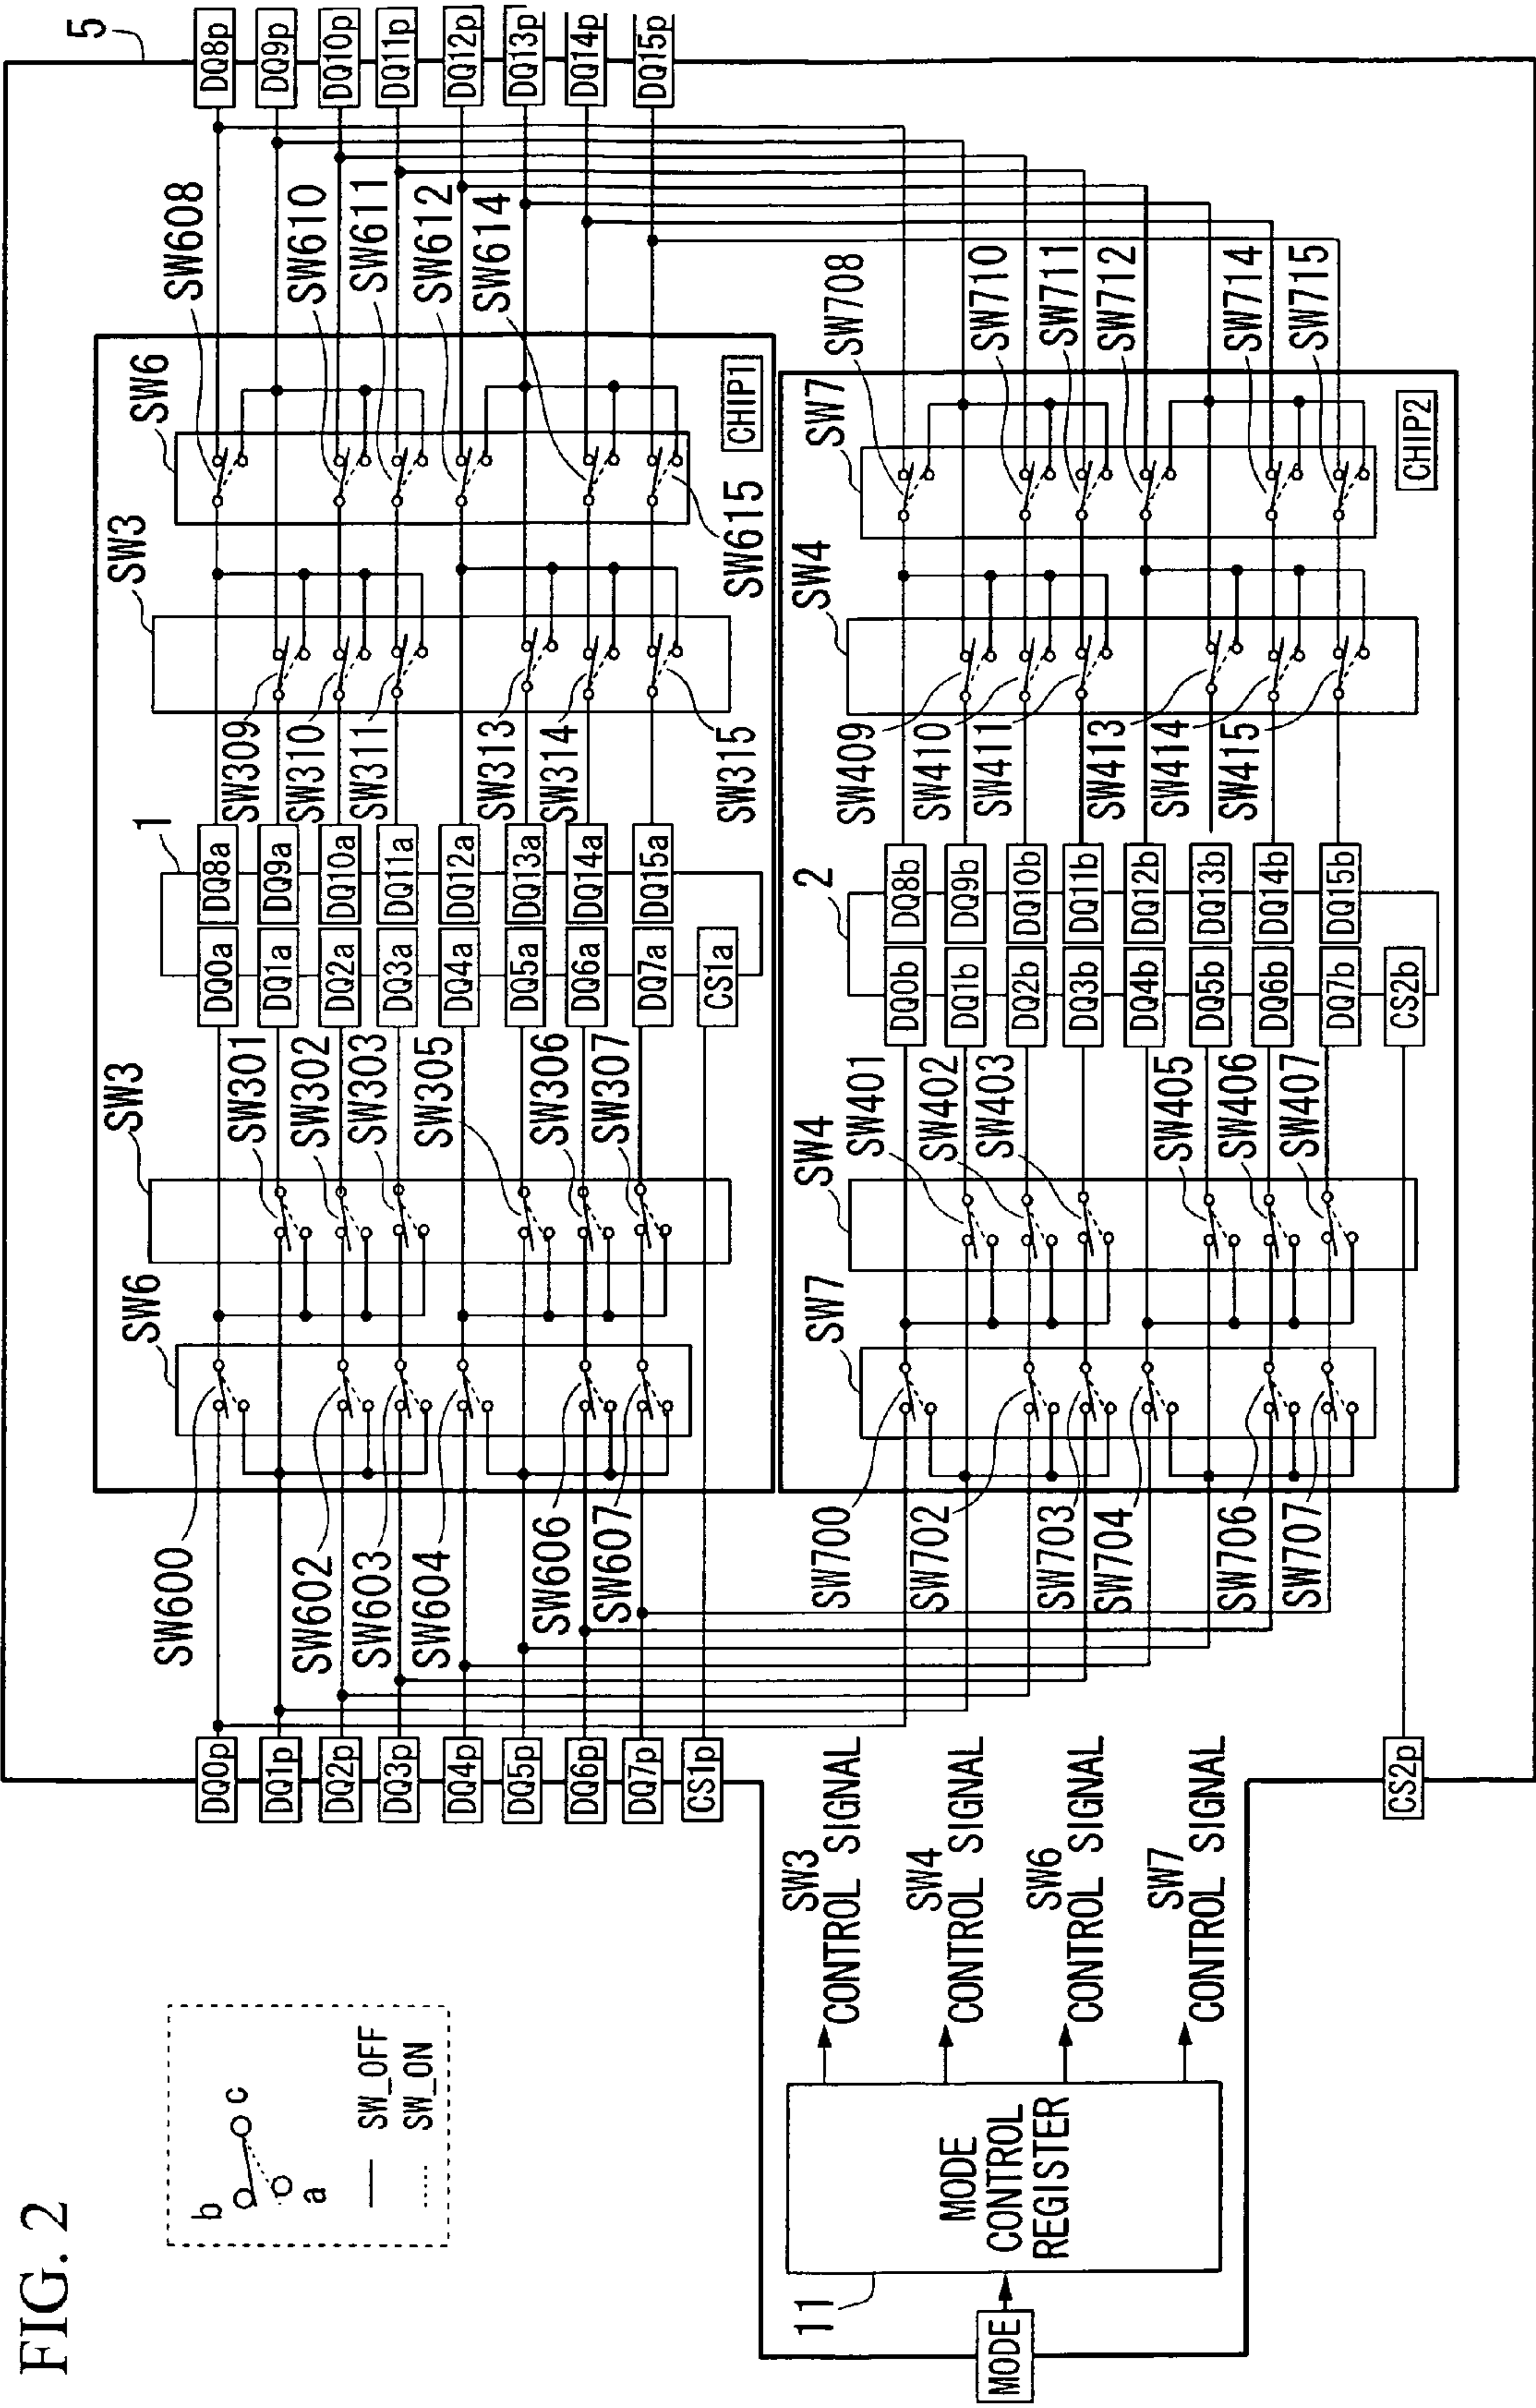 FIG. 2
b
c
a
SW_OFF
SW_ON
MODE
11
MODE
CONTROL
REGISTER
SW3
CONTROL SIGNAL
SW4
CONTROL SIGNAL
SW6
CONTROL SIGNAL
SW7
CONTROL SIGNAL
5
DQ0p
DQ1p
DQ2p
DQ3p
DQ4p
DQ5p
DQ6p
DQ7p
CS1p
CS2p
SW600
SW602
SW603
SW604
SW606
SW607
SW6
SW3
SW301
SW302
SW303
SW305
SW306
SW307
1
DQ0a
DQ1a
DQ2a
DQ3a
DQ4a
DQ5a
DQ6a
DQ7a
CS1a
DQ8a
DQ9a
DQ10a
DQ11a
DQ12a
DQ13a
DQ14a
DQ15a
SW309
SW310
SW311
SW313
SW314
SW315
SW3
SW6
SW615
CHIP1
SW608
SW610
SW611
SW612
SW614
DQ8p
DQ9p
DQ10p
DQ11p
DQ12p
DQ13p
DQ14p
DQ15p
SW700
SW702
SW703
SW704
SW706
SW707
SW7
SW4
SW401
SW402
SW403
SW405
SW406
SW407
2
DQ0b
DQ1b
DQ2b
DQ3b
DQ4b
DQ5b
DQ6b
DQ7b
CS2b
DQ8b
DQ9b
DQ10b
DQ11b
DQ12b
DQ13b
DQ14b
DQ15b
SW409
SW410
SW411
SW413
SW414
SW415
SW4
SW7
CHIP2
SW708
SW710
SW711
SW712
SW714
SW715